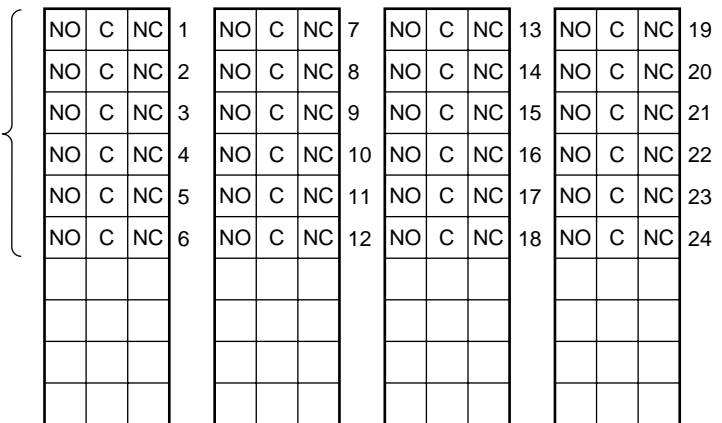 NO C NC 1 NO C NC 7 NO C NC 13 NO C NC 19
NO C NC 2 NO C NC 8 NO C NC 14 NO C NC 20
NO C NC 3 NO C NC 9 NO C NC 15 NO C NC 21
NO C NC 4 NO C NC 10 NO C NC 16 NO C NC 22
NO C NC 5 NO C NC 11 NO C NC 17 NO C NC 23
NO C NC 6 NO C NC 12 NO C NC 18 NO C NC 24